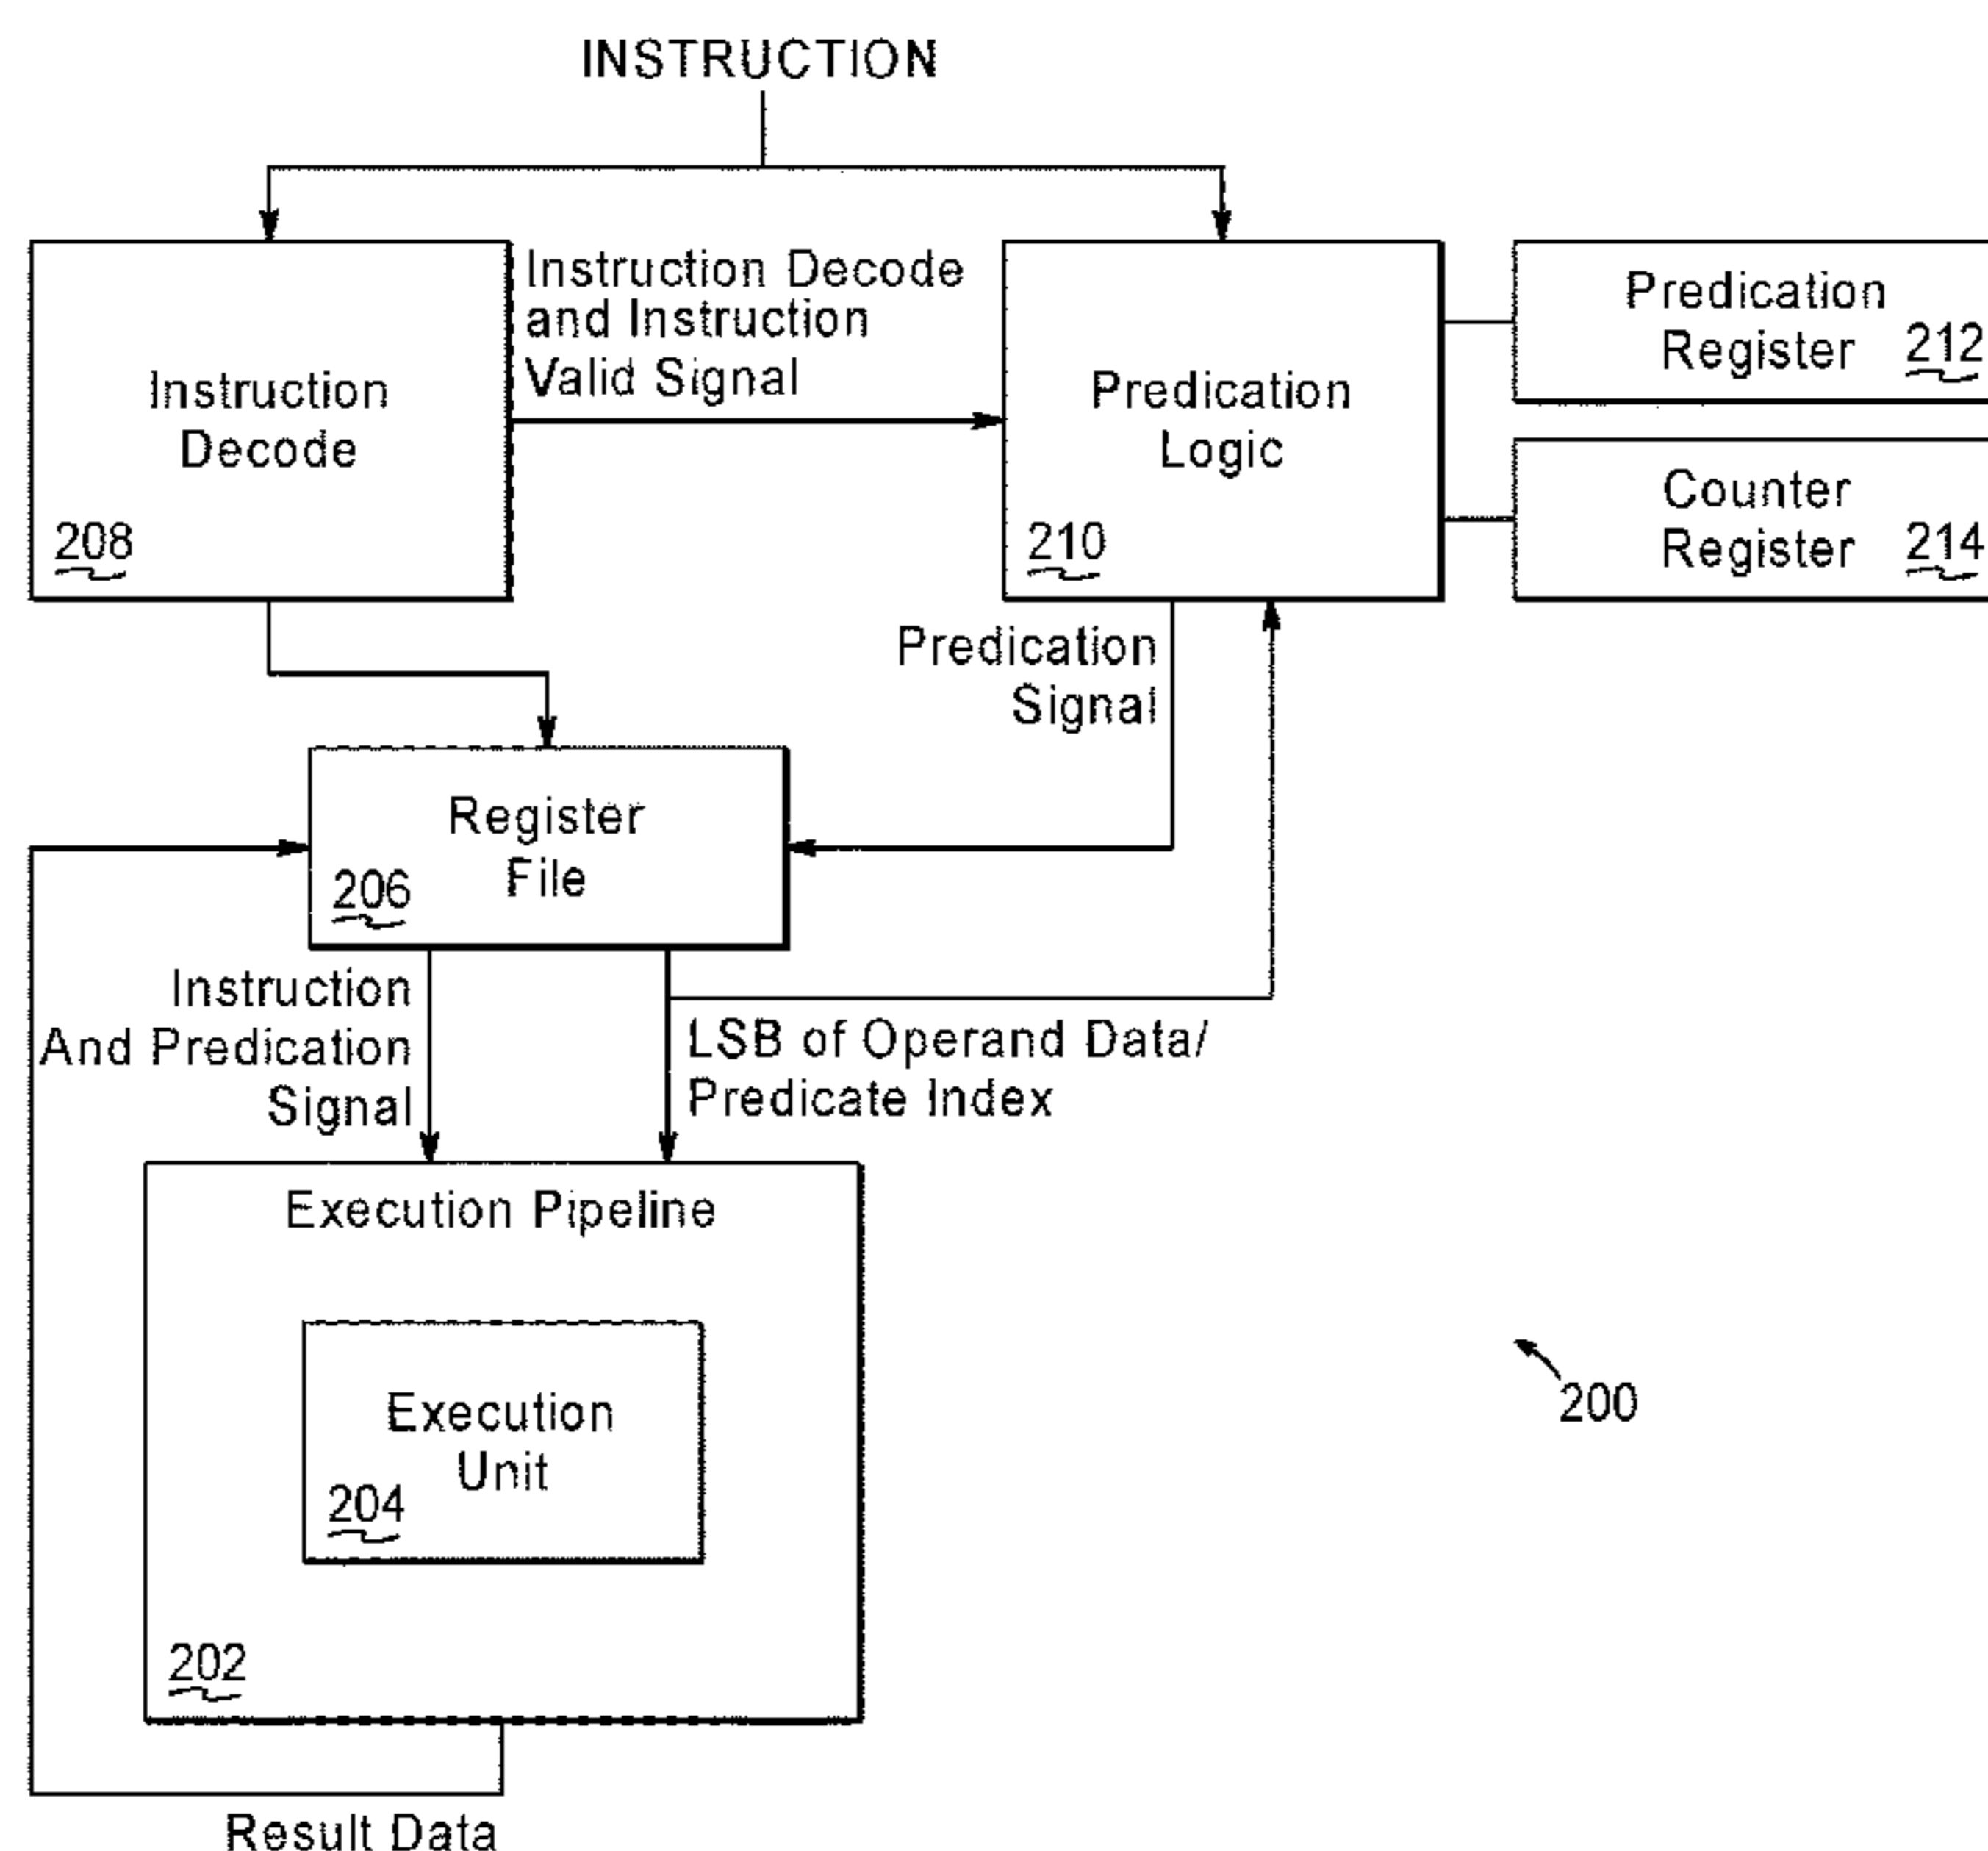 INSTRUCTION
Instruction
Decode
208
Instruction Decode
and Instruction
Valid Signal
Predication
Logic
210
Predication
Register 212
Counter
Register 214
Predication
Signal
Register
File
206
Instruction
And Predication
Signal
LSB of Operand Data/
Predicate Index
Execution Pipeline
Execution
Unit
204
202
200
Result Data